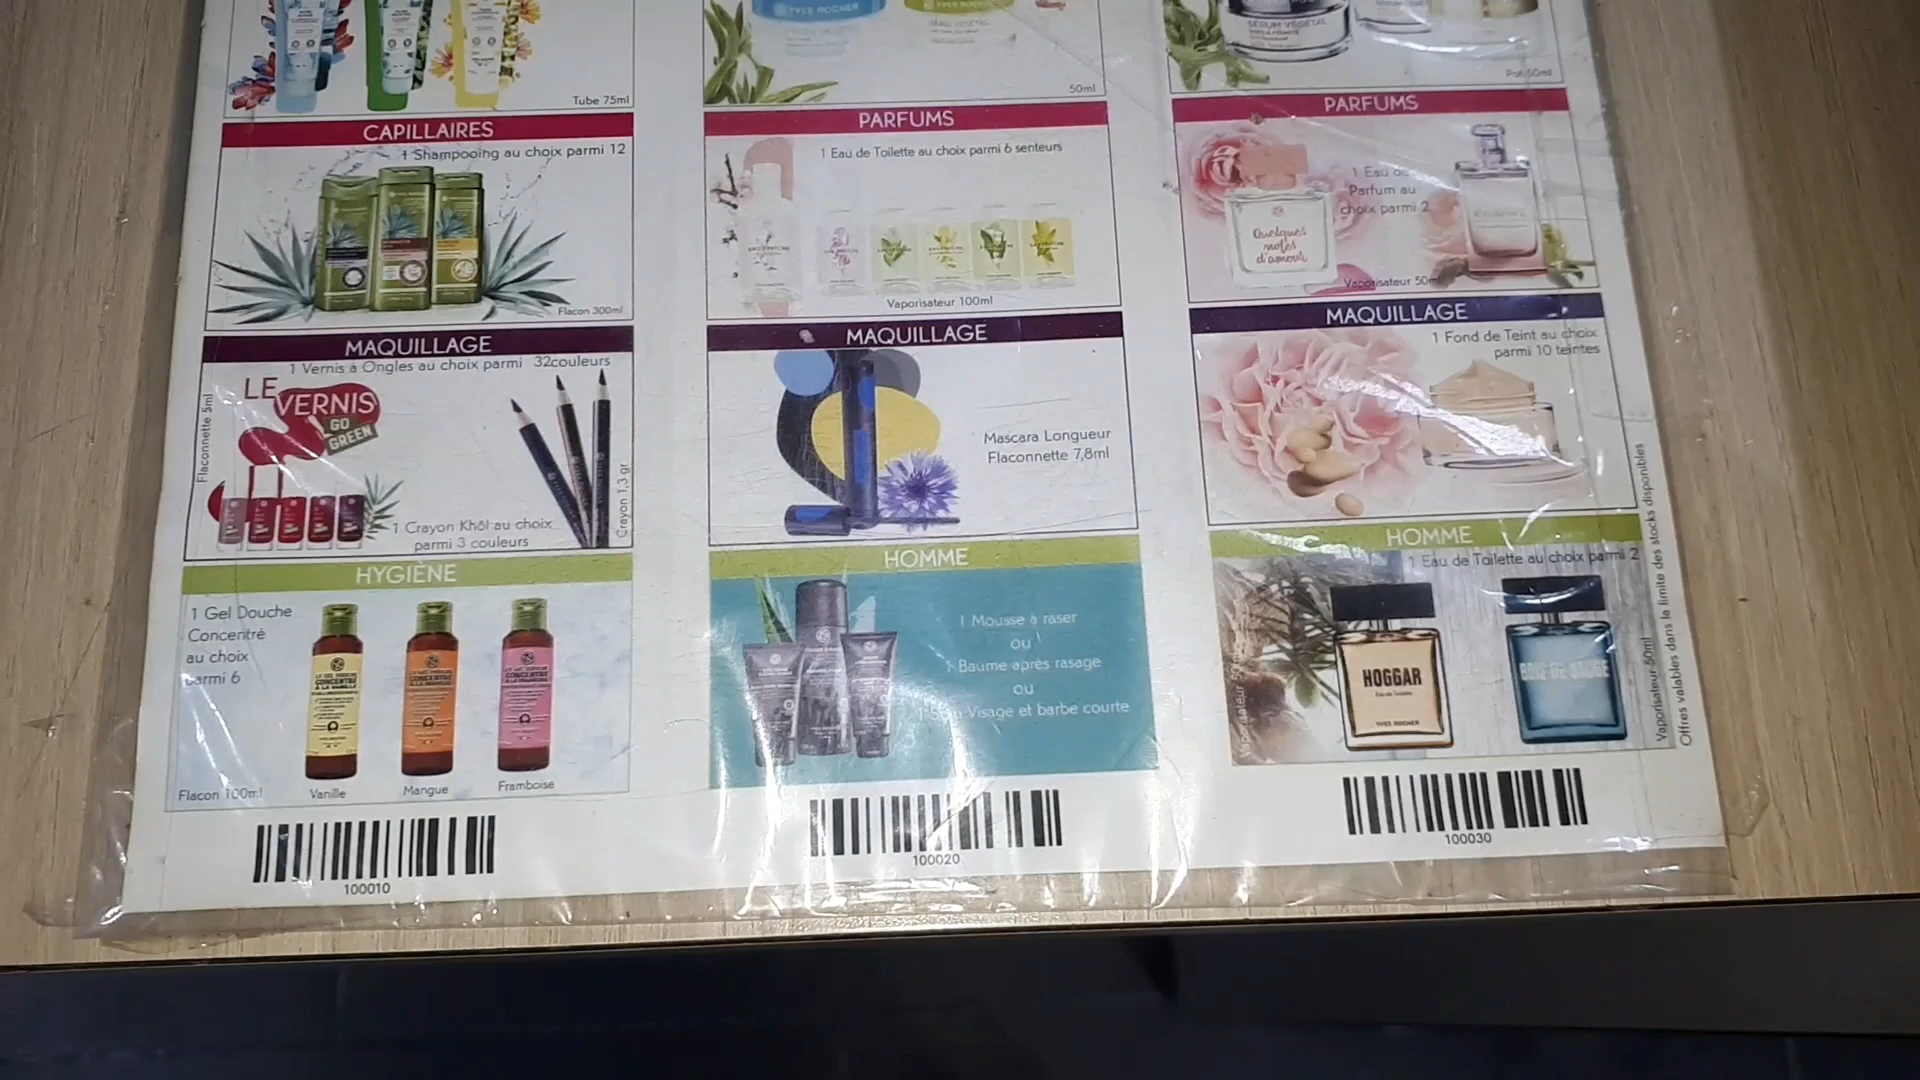 Tube 75ml
CAPILLAIRES
1 Shampooing au choix parmi 12
Flacon 300ml
MAQUILLAGE
1 Vernis à Ongles au choix parmi 32couleurs
Flaconnette 5ml
LE
VERNIS
GO
GREEN
Crayon 1,3 gr
1 Crayon Khôl au choix
parmi 3 couleurs
HYGIÈNE
1 Gel Douche
Concentré
au choix
parmi 6
Flacon 100ml
Vanille
Mangue
Framboise
100010
YVES ROCHER
50ml
PARFUMS
1 Eau de Toilette au choix parmi 6 senteurs
Vaporisateur 100ml
MAQUILLAGE
Mascara Longueur
Flaconnette 7,8ml
HOMME
1 Mousse à raser
ou
1 Baume après rasage
ou
Visage et barbe courte
100020
SÉRUM VÉGÉTAL
Pot 50ml
PARFUMS
1 Eau de
Parfum au
choix parmi 2
Quelques
notes
d'amour
Vaporisateur 50ml
MAQUILLAGE
1 Fond de Teint au choix
parmi 10 teintes
HOMME
1 Eau de Toilette au choix parmi 2
HOGGAR
Eau de Toilette
YVES ROCHER
BOIS DE SAUGE
Vaporisateur 50ml
Vaporisateur 50ml
Offres valables dans la limite des stocks disponibles
100030